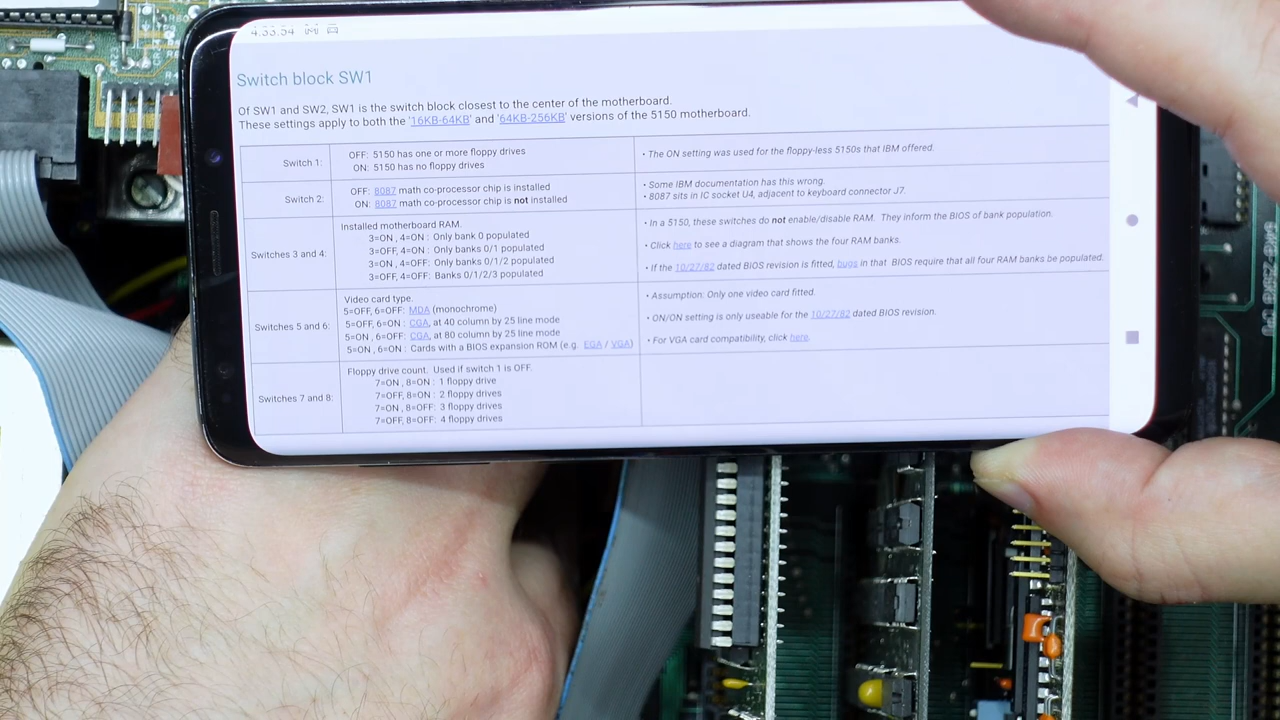 4:33:54
Switch block SW1
Of SW1 and SW2, SW1 is the switch block closest to the center of the motherboard.
These settings apply to both the '16KB-64KB' and '64KB-256KB' versions of the 5150 motherboard.
Switch 1:
OFF: 5150 has one or more floppy drives
ON: 5150 has no floppy drives
• The ON setting was used for the floppy-less 5150s that IBM offered.
Switch 2:
OFF: 8087 math co-processor chip is installed
ON: 8087 math co-processor chip is not installed
• Some IBM documentation has this wrong.
• 8087 sits in IC socket U4, adjacent to keyboard connector J7.
Switches 3 and 4:
Installed motherboard RAM.
3=ON , 4=ON : Only bank 0 populated
3=OFF, 4=ON : Only banks 0/1 populated
3=ON , 4=OFF: Only banks 0/1/2 populated
3=OFF, 4=OFF: Banks 0/1/2/3 populated
• In a 5150, these switches do not enable/disable RAM. They inform the BIOS of bank population.
• Click here to see a diagram that shows the four RAM banks.
• If the 10/27/82 dated BIOS revision is fitted, bugs in that BIOS require that all four RAM banks be populated.
Switches 5 and 6:
Video card type.
5=OFF, 6=OFF: MDA (monochrome)
5=OFF, 6=ON : CGA, at 40 column by 25 line mode
5=ON , 6=OFF: CGA, at 80 column by 25 line mode
5=ON , 6=ON : Cards with a BIOS expansion ROM (e.g. EGA / VGA)
• Assumption: Only one video card fitted.
• ON/ON setting is only useable for the 10/27/82 dated BIOS revision.
• For VGA card compatibility, click here.
Switches 7 and 8:
Floppy drive count. Used if switch 1 is OFF.
7=ON , 8=ON : 1 floppy drive
7=OFF, 8=ON : 2 floppy drives
7=ON , 8=OFF: 3 floppy drives
7=OFF, 8=OFF: 4 floppy drives